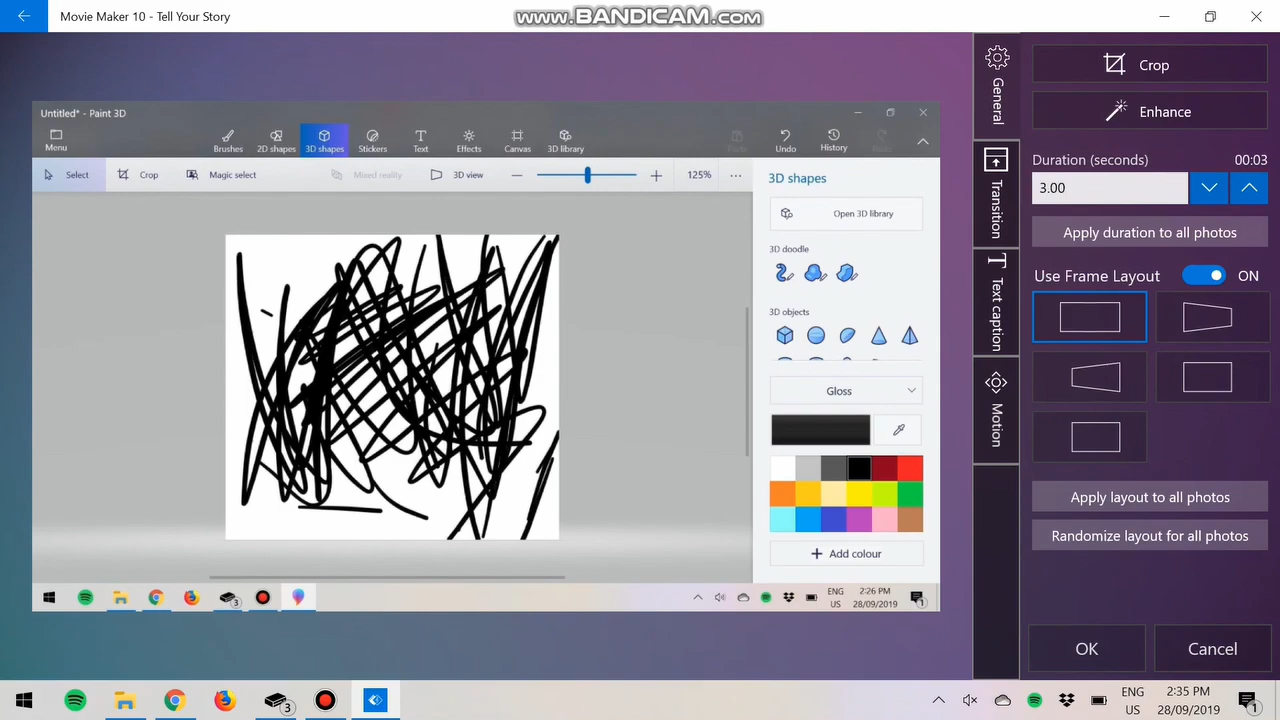 Movie Maker 10 - Tell Your Story
www.BANDICAM.com
Untitled* - Paint 3D
Menu
Brushes
2D shapes
3D shapes
Stickers
Text
Effects
Canvas
3D library
Paste
Undo
History
Redo
Select
Crop
Magic select
Mixed reality
3D view
125%
3D shapes
Open 3D library
3D doodle
3D objects
Gloss
Add colour
3
ENG
US
2:26 PM
28/09/2019
1
General
Transition
Text caption
Motion
Crop
Enhance
Duration (seconds)
00:03
3.00
Apply duration to all photos
Use Frame Layout
ON
Apply layout to all photos
Randomize layout for all photos
OK
Cancel
3
ENG
US
2:35 PM
28/09/2019
1